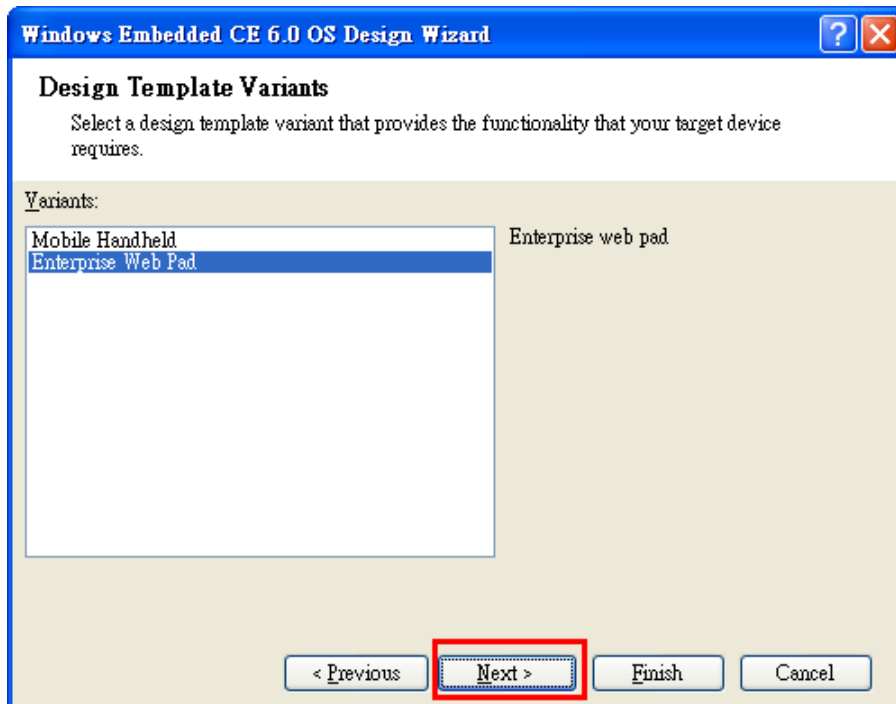 Windows Embedded CE 6.0 OS Design Wizard
Design Template Variants
Select a design template variant that provides the functionality that your target device
requires.
Variants:
Mobile Handheld
Enterprise Web Pad
Enterprise web pad
< Previous
Next >
Finish
Cancel